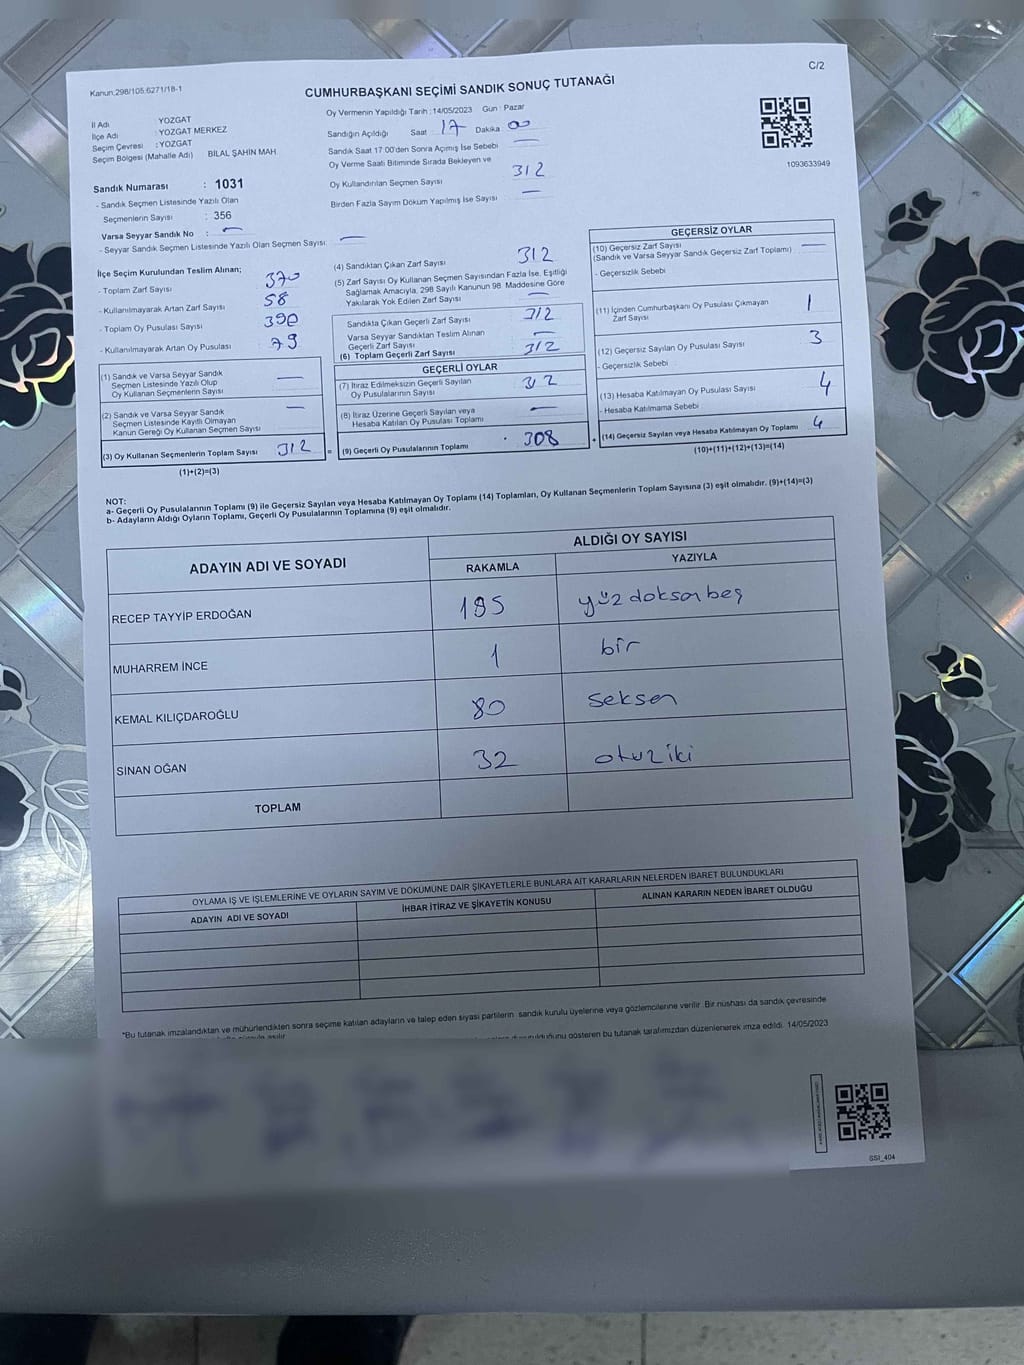 Kanun:298/105.6271/18-1
C/2
CUMHURBAŞKANI SEÇİMİ SANDIK SONUÇ TUTANAĞI
İl Adı : YOZGAT
İlçe Adı : YOZGAT MERKEZ
Seçim Çevresi : YOZGAT
Seçim Bölgesi (Mahalle Adı) BİLAL ŞAHİN MAH.
Oy Vermenin Yapıldığı Tarih : 14/05/2023 Gün : Pazar
Sandığın Açıldığı Saat 17 Dakika 00
Sandık Saat 17:00'den Sonra Açımış İse Sebebi —
Oy Verme Saati Bitiminde Sırada Bekleyen ve
Oy Kullandırılan Seçmen Sayısı 312
Birden Fazla Sayım Döküm Yapılmış İse Sayısı —
1093633949
Sandık Numarası : 1031
- Sandık Seçmen Listesinde Yazılı Olan
Seçmenlerin Sayısı : 356
Varsa Seyyar Sandık No : —
- Seyyar Sandık Seçmen Listesinde Yazılı Olan Seçmen Sayısı: —
İlçe Seçim Kurulundan Teslim Alınan;
- Toplam Zarf Sayısı 370
- Kullanılmayarak Artan Zarf Sayısı 58
- Toplam Oy Pusulası Sayısı 390
- Kullanılmayarak Artan Oy Pusulası 79
(1) Sandık ve Varsa Seyyar Sandık
Seçmen Listesinde Yazılı Olup
Oy Kullanan Seçmenlerin Sayısı —
(2) Sandık ve Varsa Seyyar Sandık
Seçmen Listesinde Kayıtlı Olmayan
Kanun Gereği Oy Kullanan Seçmen Sayısı —
(3) Oy Kullanan Seçmenlerin Toplam Sayısı 312 =
(1)+(2)=(3)
(4) Sandıktan Çıkan Zarf Sayısı 312
(5) Zarf Sayısı Oy Kullanan Seçmen Sayısından Fazla İse, Eşitliği
Sağlamak Amacıyla, 298 Sayılı Kanunun 98. Maddesine Göre
Yakılarak Yok Edilen Zarf Sayısı —
Sandıkta Çıkan Geçerli Zarf Sayısı 312
Varsa Seyyar Sandıktan Teslim Alınan
Geçerli Zarf Sayısı —
(6) Toplam Geçerli Zarf Sayısı 312
GEÇERLİ OYLAR
(7) İtiraz Edilmeksizin Geçerli Sayılan
Oy Pusulalarının Sayısı 32
(8) İtiraz Üzerine Geçerli Sayılan veya
Hesaba Katılan Oy Pusulası Toplamı —
(9) Geçerli Oy Pusulalarının Toplamı 308 +
GEÇERSİZ OYLAR
(10) Geçersiz Zarf Sayısı
(Sandık ve Varsa Seyyar Sandık Geçersiz Zarf Toplamı) —
- Geçersizlik Sebebi
(11) İçinden Cumhurbaşkanı Oy Pusulası Çıkmayan
Zarf Sayısı 1
(12) Geçersiz Sayılan Oy Pusulası Sayısı 3
- Geçersizlik Sebebi
(13) Hesaba Katılmayan Oy Pusulası Sayısı 4
- Hesaba Katılmama Sebebi
(14) Geçersiz Sayılan veya Hesaba Katılmayan Oy Toplamı 4
(10)+(11)+(12)+(13)=(14)
NOT:
a- Geçerli Oy Pusulalarının Toplamı (9) ile Geçersiz Sayılan veya Hesaba Katılmayan Oy Toplamı (14) Toplamları, Oy Kullanan Seçmenlerin Toplam Sayısına (3) eşit olmalıdır. (9)+(14)=(3)
b- Adayların Aldığı Oyların Toplamı, Geçerli Oy Pusulalarının Toplamına (9) eşit olmalıdır.
ADAYIN ADI VE SOYADI
ALDIĞI OY SAYISI
RAKAMLA YAZIYLA
RECEP TAYYİP ERDOĞAN 195 yüz doksan beş
MUHARREM İNCE 1 bir
KEMAL KILIÇDAROĞLU 80 seksen
SİNAN OĞAN 32 otuz iki
TOPLAM
OYLAMA İŞ VE İŞLEMLERİNE VE OYLARIN SAYIM VE DÖKÜMÜNE DAİR ŞİKAYETLERLE BUNLARA AİT KARARLARIN NELERDEN İBARET BULUNDUKLARI
ADAYIN ADI VE SOYADI İHBAR İTİRAZ VE ŞİKAYETİN KONUSU ALINAN KARARIN NEDEN İBARET OLDUĞU
*Bu tutanak imzalandıktan ve mühürlendikten sonra seçime katılan adayların ve talep eden siyasi partilerin sandık kurulu üyelerine veya gözlemcilerine verilir. Bir nüshası da sandık çevresinde
gösteren bu tutanak tarafımızdan düzenlenerek imza edildi. 14/05/2023
SSI_404